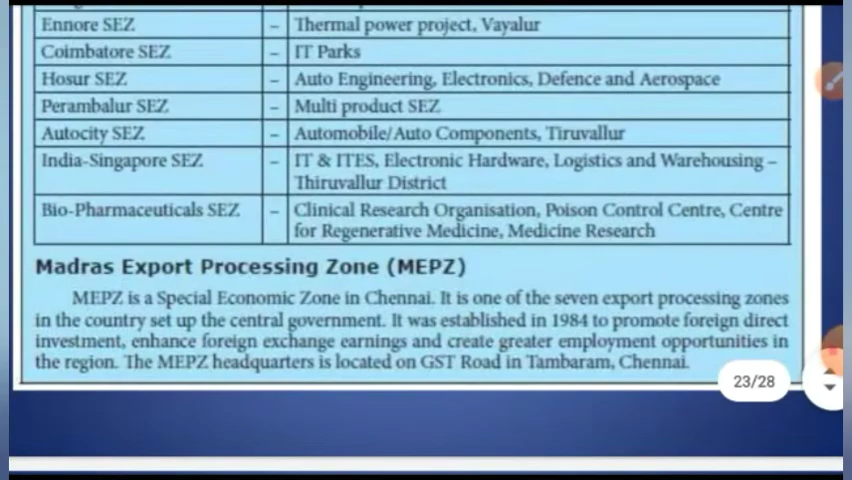 Ennore SEZ – Thermal power project, Vayalur
Coimbatore SEZ – IT Parks
Hosur SEZ – Auto Engineering, Electronics, Defence and Aerospace
Perambalur SEZ – Multi product SEZ
Autocity SEZ – Automobile/Auto Components, Tiruvallur
India-Singapore SEZ – IT & ITES, Electronic Hardware, Logistics and Warehousing –
Thiruvallur District
Bio-Pharmaceuticals SEZ – Clinical Research Organisation, Poison Control Centre, Centre
for Regenerative Medicine, Medicine Research
Madras Export Processing Zone (MEPZ)
MEPZ is a Special Economic Zone in Chennai. It is one of the seven export processing zones
in the country set up the central government. It was established in 1984 to promote foreign direct
investment, enhance foreign exchange earnings and create greater employment opportunities in
the region. The MEPZ headquarters is located on GST Road in Tambaram, Chennai.
23/28